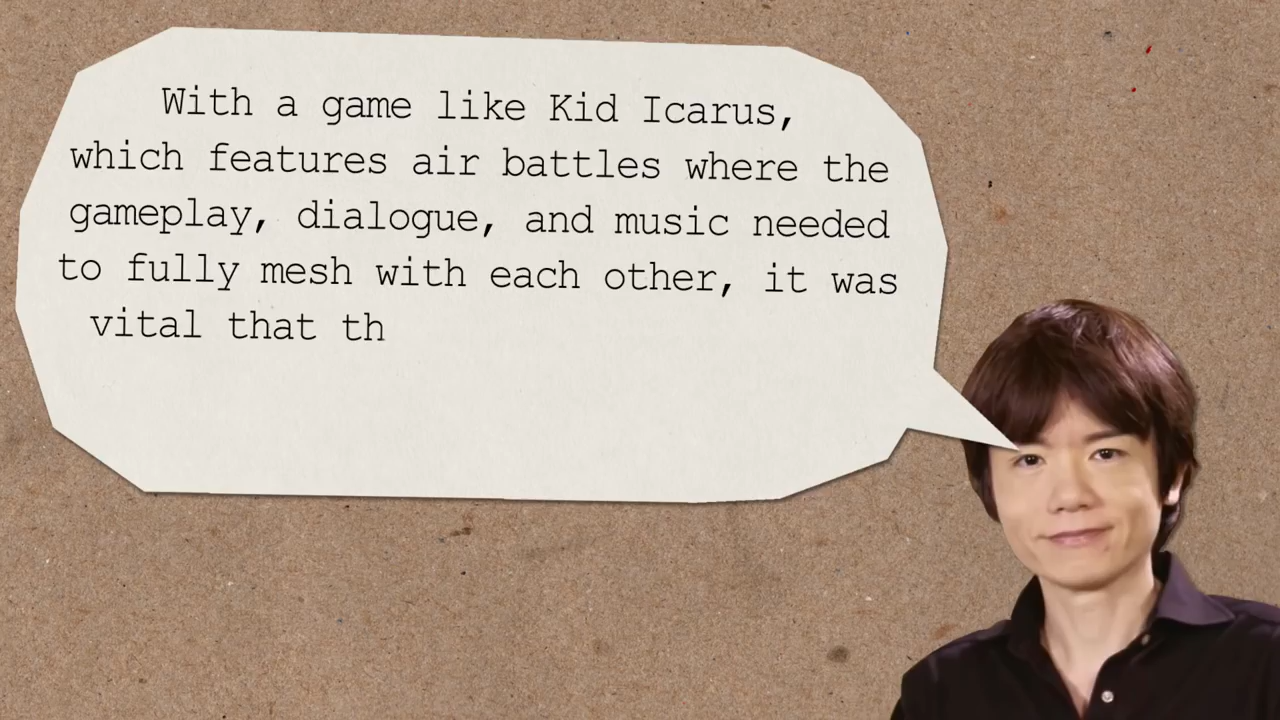 With a game like Kid Icarus,
which features air battles where the
gameplay, dialogue, and music needed
to fully mesh with each other, it was
vital that th